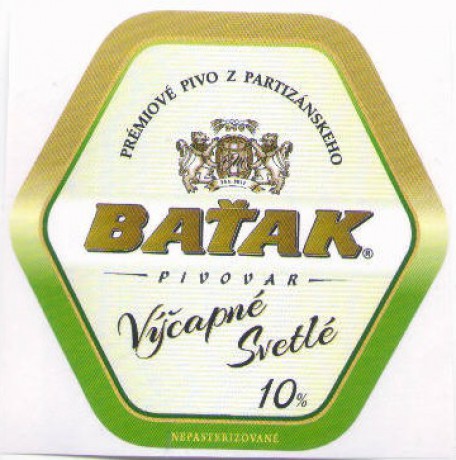 PRÉMIOVÉ PIVO Z PARTIZÁNSKEHO
BAŤAK®
PIVOVAR
Výčapné
Svetlé
10%
NEPASTERIZOVANÉ